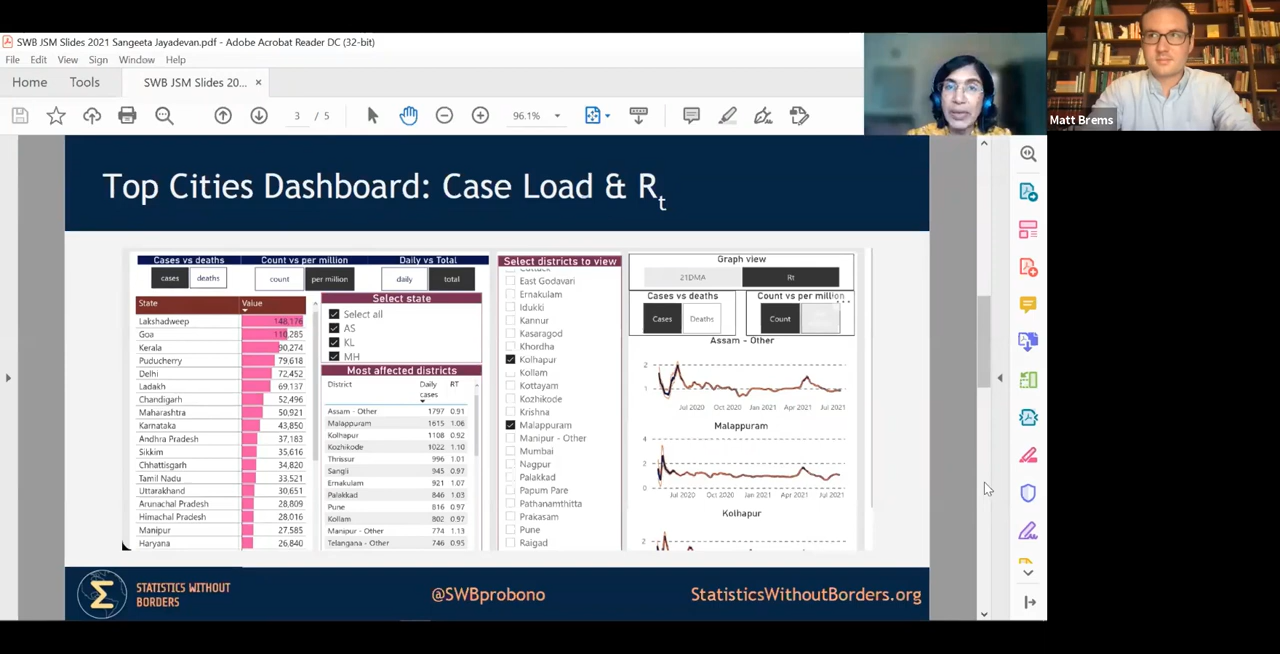 SWB JSM Slides 2021 Sangeeta Jayadevan.pdf - Adobe Acrobat Reader DC (32-bit)
File Edit View Sign Window Help
Home Tools SWB JSM Slides 20... ×
3 / 5 96.1%
Matt Brems
Top Cities Dashboard: Case Load & Rt
Cases vs deaths Count vs per million Daily vs Total
cases deaths count per million daily total
State Value
Lakshadweep 148,176
Goa 110,285
Kerala 90,274
Puducherry 79,618
Delhi 72,452
Ladakh 69,137
Chandigarh 52,496
Maharashtra 50,921
Karnataka 43,850
Andhra Pradesh 37,183
Sikkim 35,616
Chhattisgarh 34,820
Tamil Nadu 33,521
Uttarakhand 30,651
Arunachal Pradesh 28,809
Himachal Pradesh 28,016
Manipur 27,585
Haryana 26,840
Select state
Select all
AS
KL
MH
Most affected districts
District Daily cases RT
Assam - Other 1797 0.91
Malappuram 1615 1.06
Kolhapur 1108 0.92
Kozhikode 1022 1.10
Thrissur 996 1.01
Sangli 945 0.97
Ernakulam 921 1.07
Palakkad 846 1.03
Pune 816 0.97
Kollam 802 0.97
Manipur - Other 774 1.13
Telangana - Other 746 0.95
Select districts to view
East Godavari
Ernakulam
Idukki
Kannur
Kasaragod
Khordha
Kolhapur
Kollam
Kottayam
Kozhikode
Krishna
Malappuram
Manipur - Other
Mumbai
Nagpur
Palakkad
Papum Pare
Pathanamthitta
Prakasam
Pune
Raigad
Graph view
21DMA Rt
Cases vs deaths Count vs per million
Cases Deaths Count
Assam - Other
2
1
Jul 2020 Oct 2020 Jan 2021 Apr 2021 Jul 2021
Malappuram
4
2
0
Jul 2020 Oct 2020 Jan 2021 Apr 2021 Jul 2021
Kolhapur
2
STATISTICS WITHOUT
BORDERS
@SWBprobono
StatisticsWithoutBorders.org